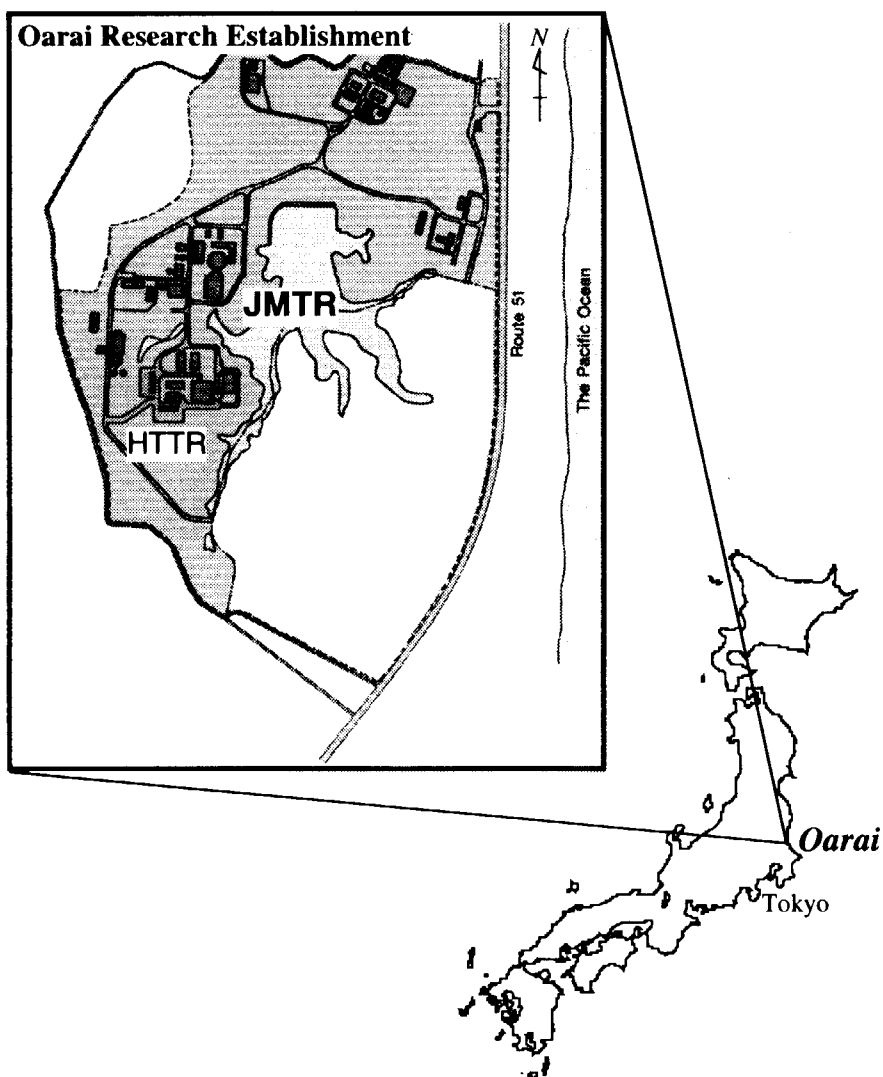 Oarai Research Establishment
N
JMTR
HTTR
Route 51
The Pacific Ocean
Oarai
Tokyo